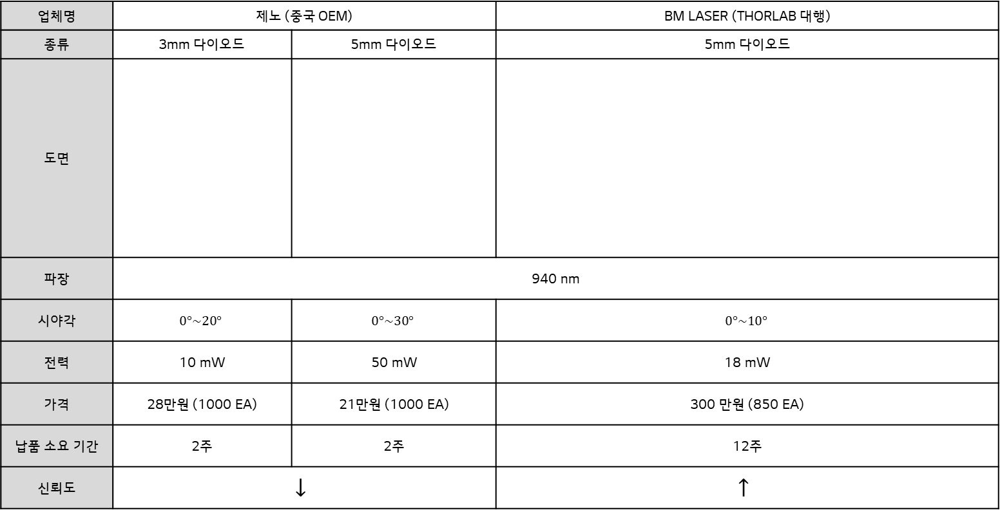 업체명 제노 (중국 OEM) BM LASER (THORLAB 대행)
종류 3mm 다이오드 5mm 다이오드 5mm 다이오드
도면
파장 940 nm
시야각 0°~20° 0°~30° 0°~10°
전력 10 mW 50 mW 18 mW
가격 28만원 (1000 EA) 21만원 (1000 EA) 300 만원 (850 EA)
납품 소요 기간 2주 2주 12주
신뢰도 ↓ ↑